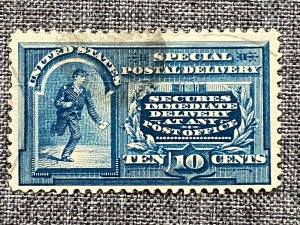 UNITED STATES
SPECIAL
POSTAL DELIVERY
SECURES
IMMEDIATE
DELIVERY
AT ANY
POST OFFICE
TEN 10 CENTS